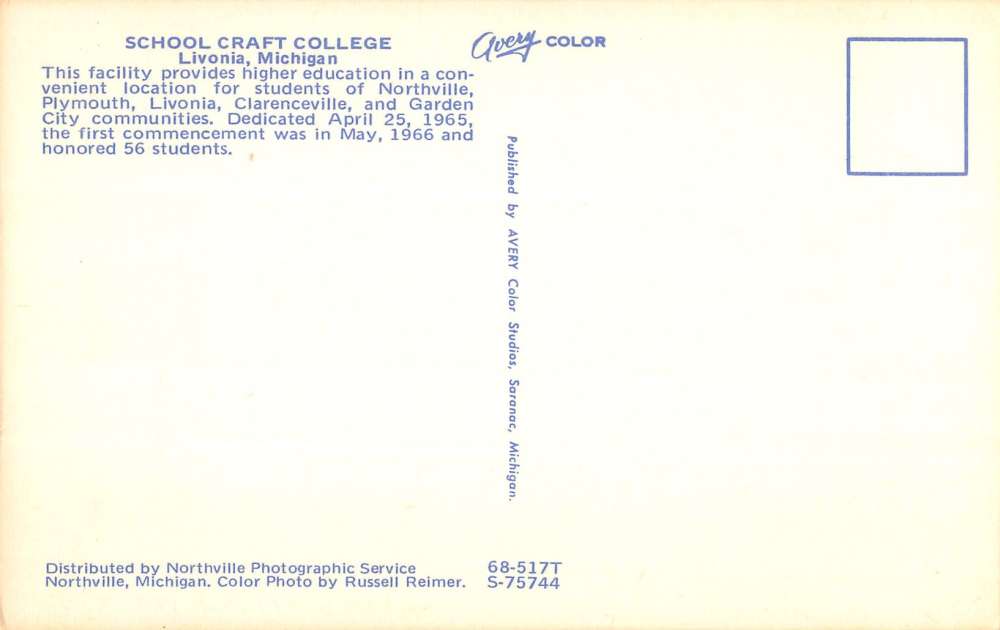 SCHOOL CRAFT COLLEGE
Livonia, Michigan
This facility provides higher education in a con-
venient location for students of Northville,
Plymouth, Livonia, Clarenceville, and Garden
City communities. Dedicated April 25, 1965,
the first commencement was in May, 1966 and
honored 56 students.
Avery COLOR
Published by AVERY Color Studios, Saranac, Michigan.
Distributed by Northville Photographic Service
Northville, Michigan. Color Photo by Russell Reimer.
68-517T
S-75744